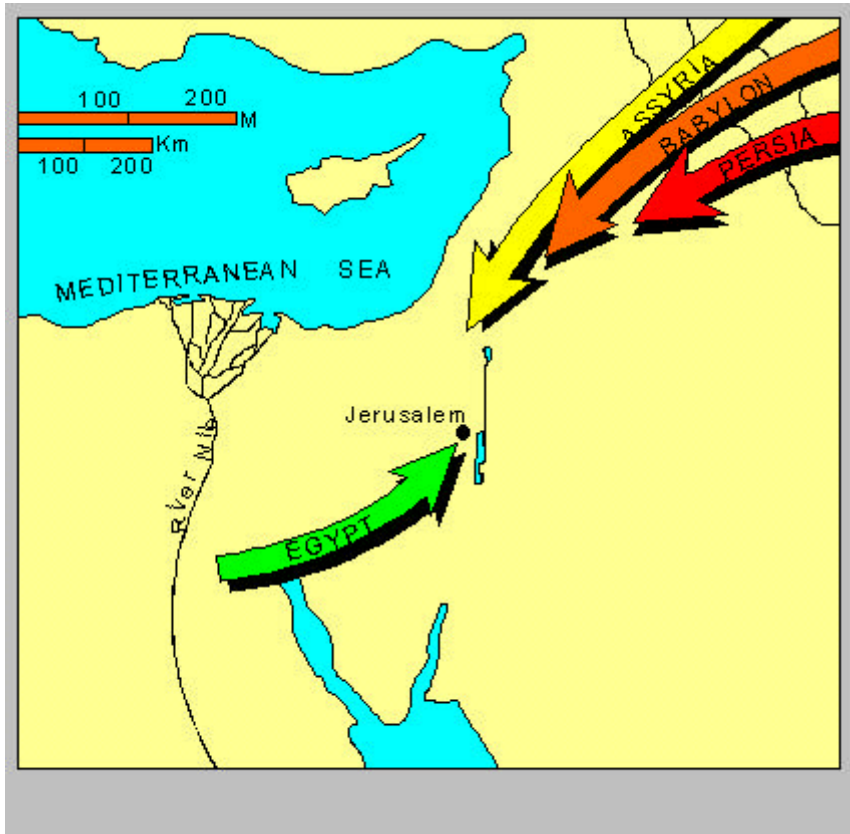 100 200
M
Km
100 200
ASSYRIA
BABYLON
PERSIA
MEDITERRANEAN SEA
Jerusalem
River Nile
EGYPT